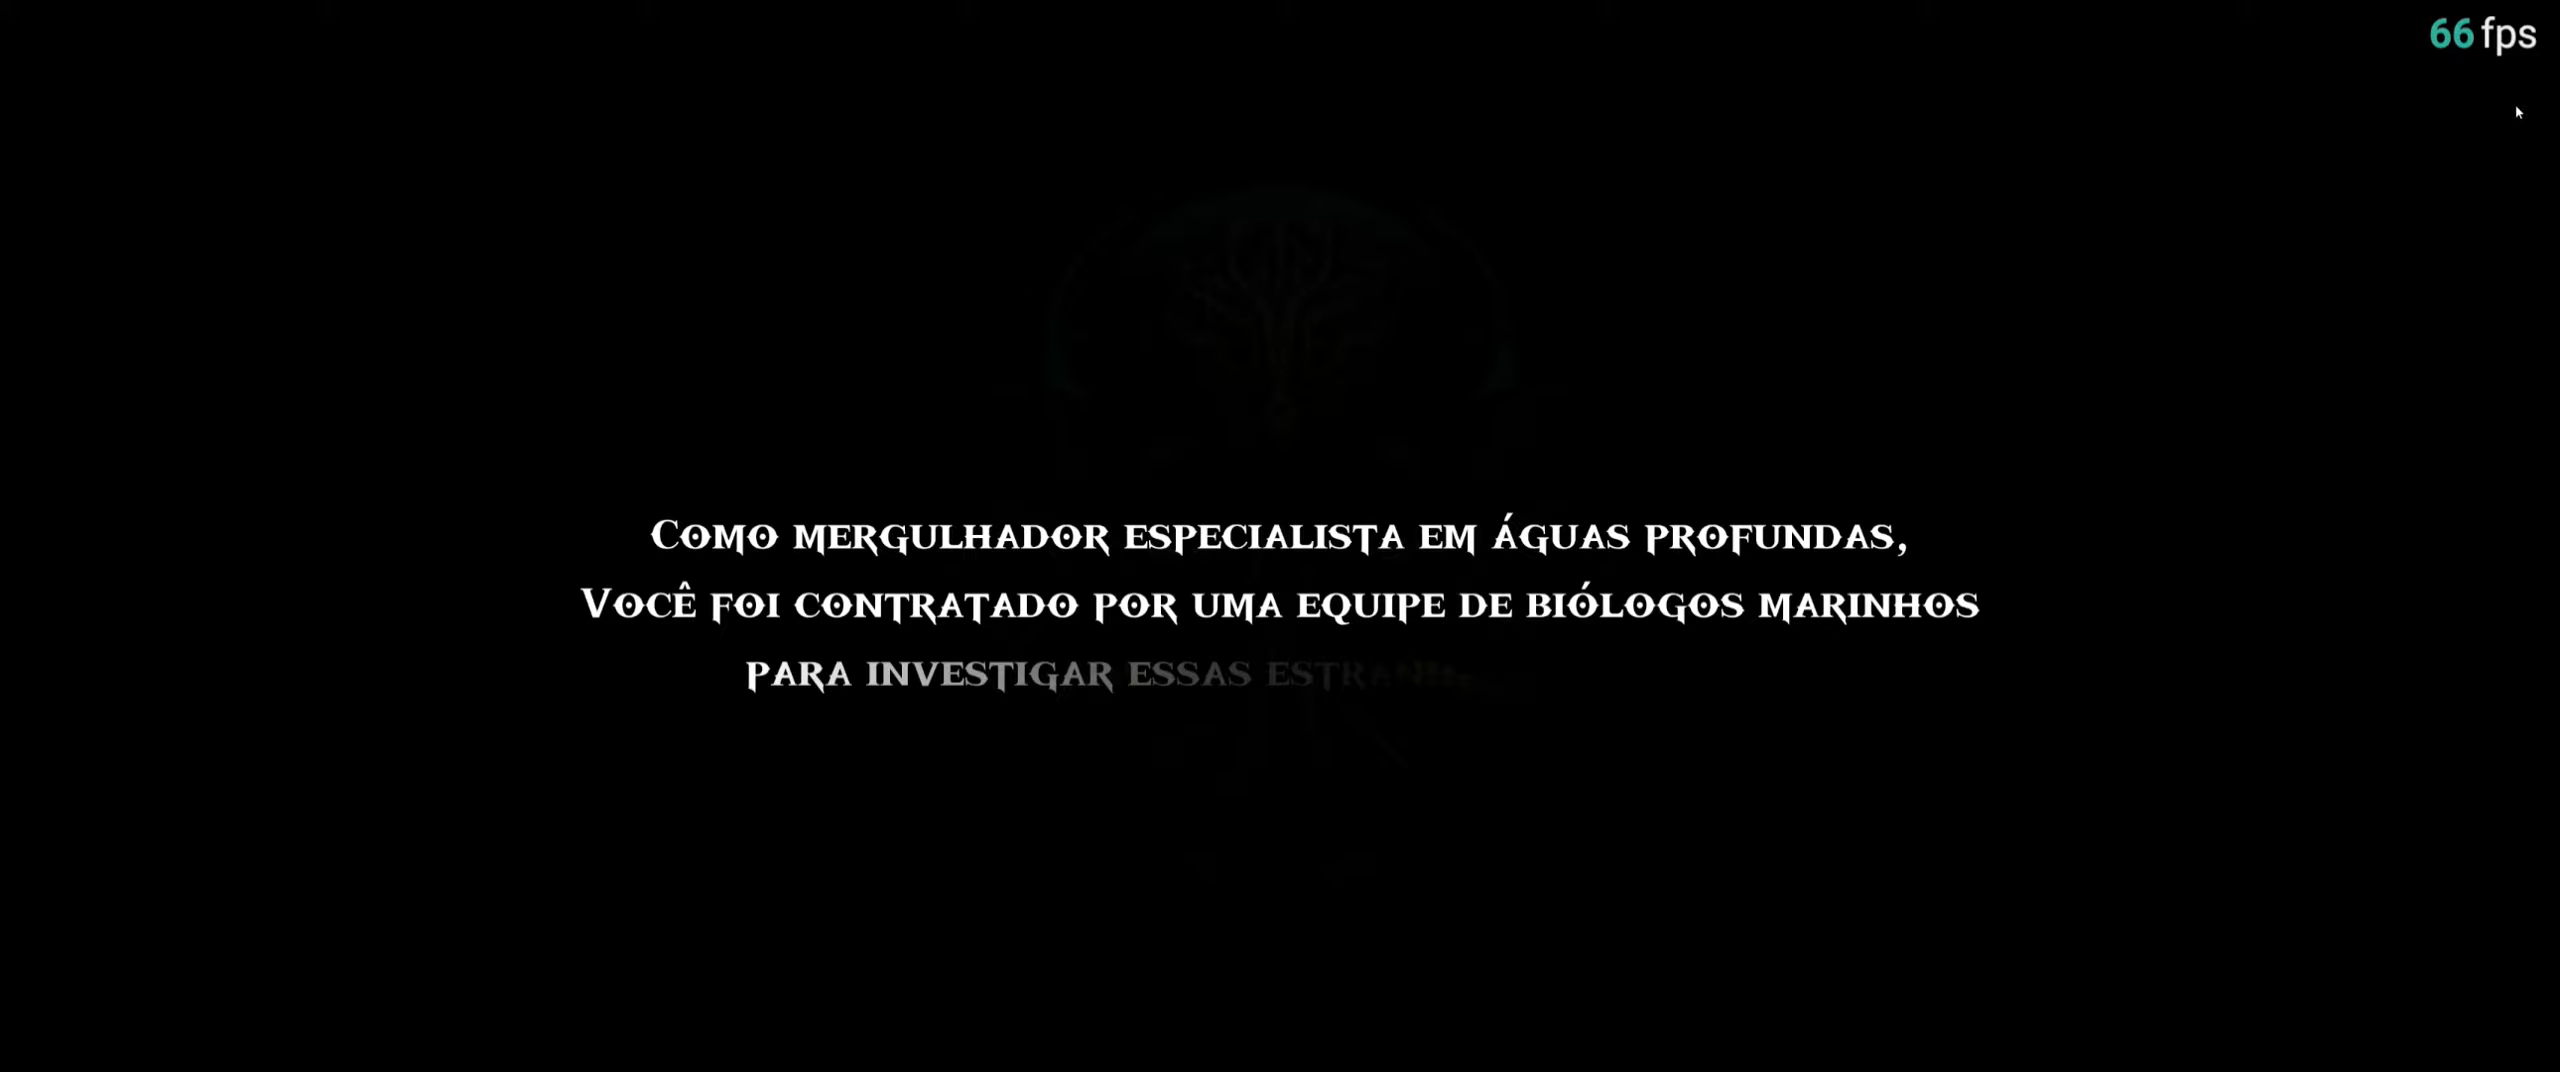 66 fps
Como mergulhador especialista em águas profundas,
Você foi contratado por uma equipe de biólogos marinhos
para investigar essas